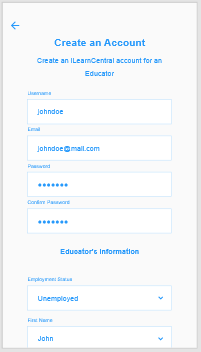 Create an Account
Create an iLearnCentral account for an
Educator
Username
johndoe
Email
johndoe@mail.com
Password
•••••••
Confirm Password
•••••••
Educator's Information
Employment Status
Unemployed
First Name
John